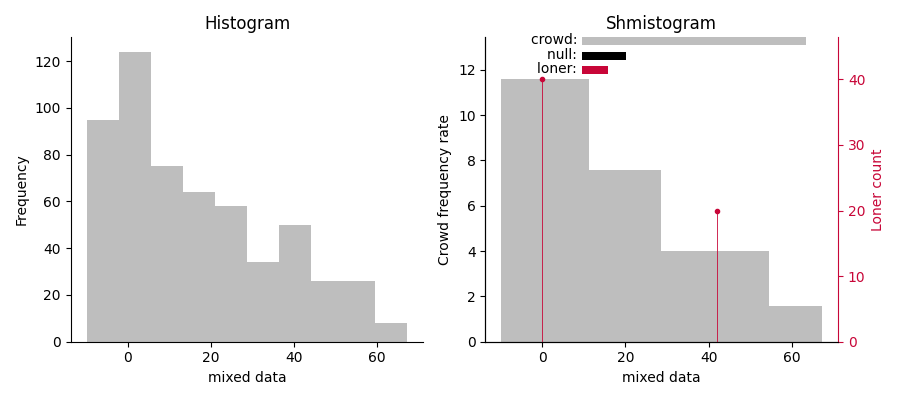 Histogram
Frequency
0
20
40
60
80
100
120
0 20 40 60
mixed data
Shmistogram
crowd:
null:
loner:
Crowd frequency rate
0
2
4
6
8
10
12
0 20 40 60
mixed data
0
10
20
30
40
Loner count